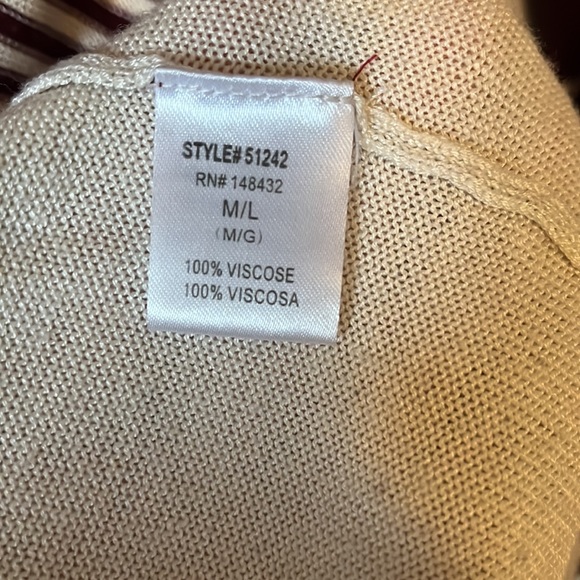 STYLE# 51242
RN# 148432
M/L
(M/G)
100% VISCOSE
100% VISCOSA